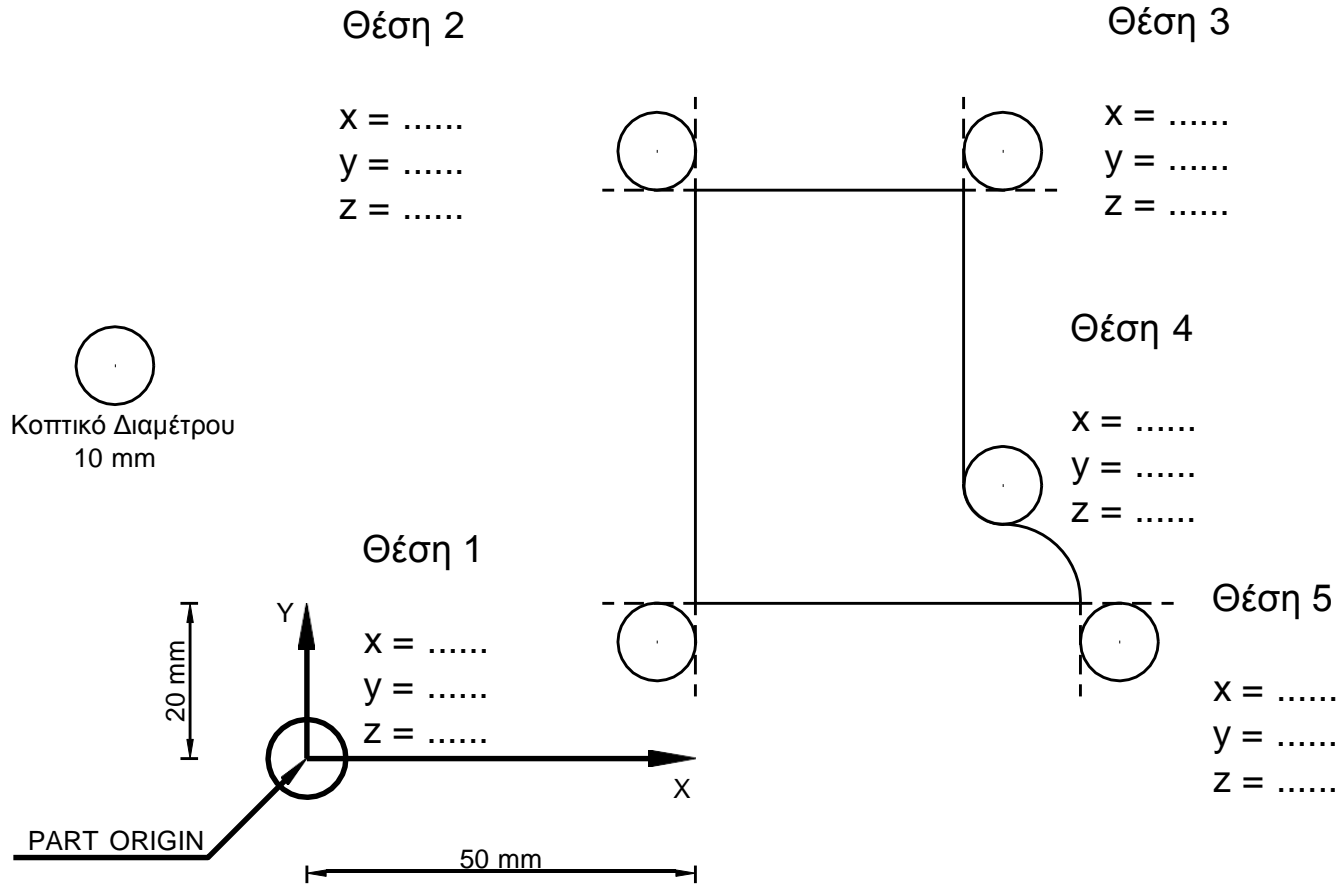 Θέση 2
x = ......
y = ......
z = ......
Θέση 3
x = ......
y = ......
z = ......
Κοπτικό Διαμέτρου
10 mm
Θέση 4
x = ......
y = ......
z = ......
Θέση 1
x = ......
y = ......
z = ......
Θέση 5
x = ......
y = ......
z = ......
20 mm
Y
X
PART ORIGIN
50 mm